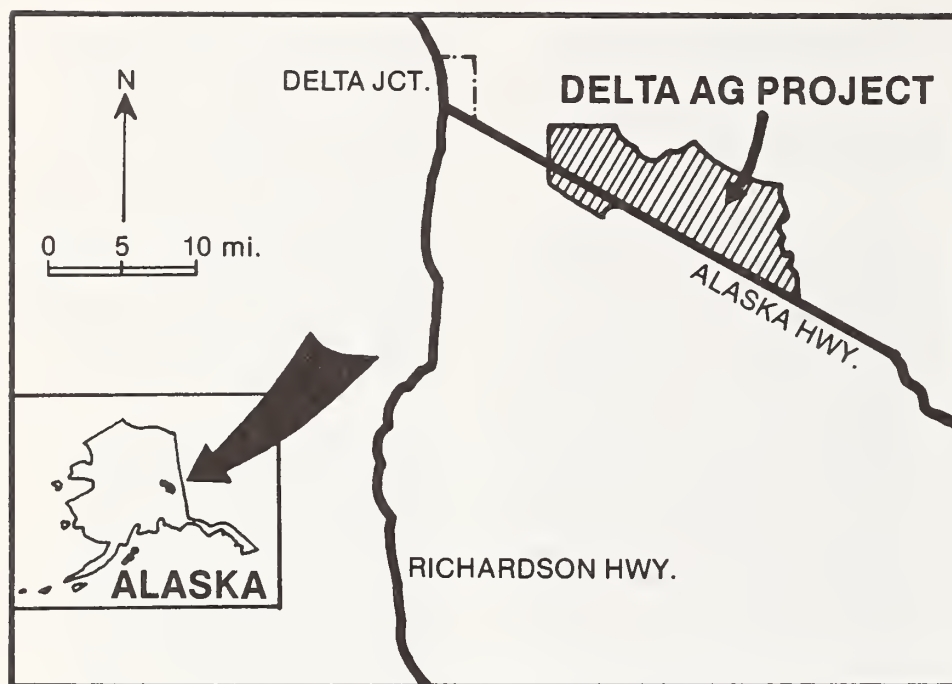 DELTA JCT.
DELTA AG PROJECT
N
0 5 10 mi.
ALASKA HWY.
ALASKA
RICHARDSON HWY.